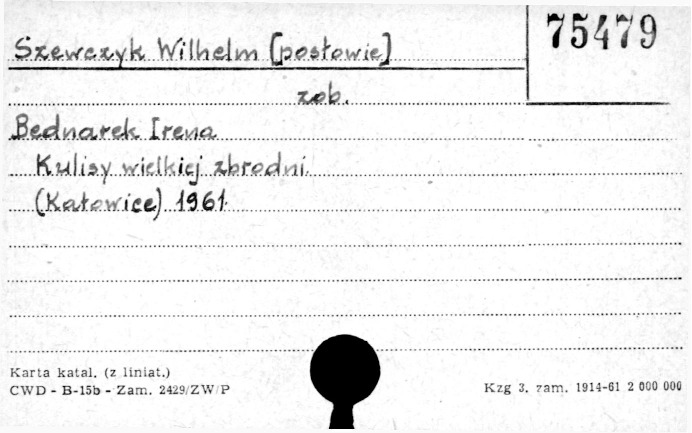 Szewczyk Wilhelm [posłowie]
75479
zob.
Bednarek Irena
Kulisy wielkiej zbrodni.
(Katowice) 1961.
Karta katal. (z liniat.)
CWD - B-15b - Zam. 2429/ZW/P
Kzg 3. zam. 1914-61 2 000 000